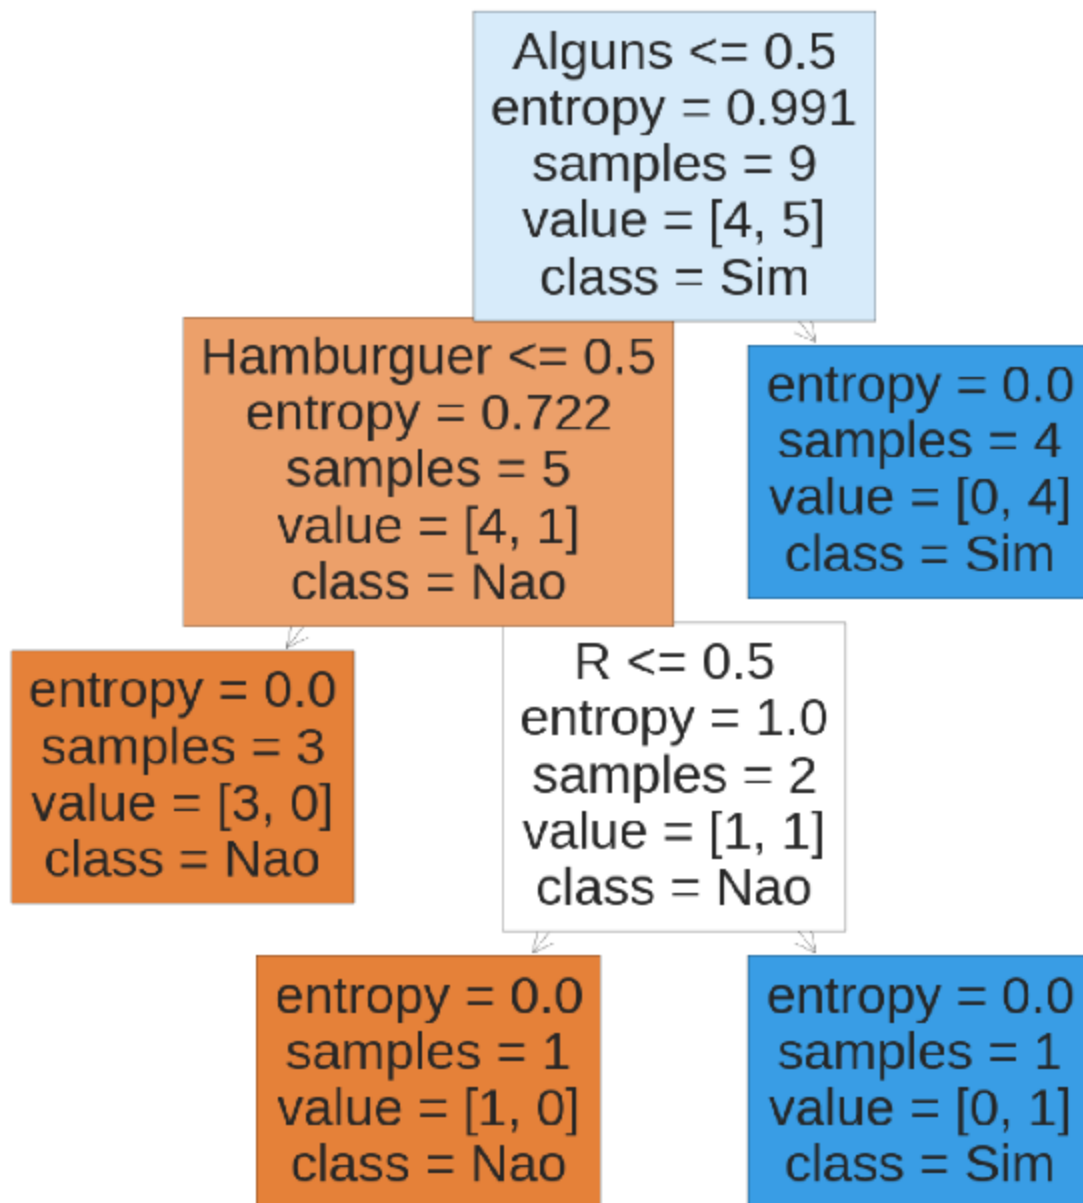 Alguns <= 0.5
entropy = 0.991
samples = 9
value = [4, 5]
class = Sim
Hamburguer <= 0.5
entropy = 0.722
samples = 5
value = [4, 1]
class = Nao
entropy = 0.0
samples = 4
value = [0, 4]
class = Sim
entropy = 0.0
samples = 3
value = [3, 0]
class = Nao
R <= 0.5
entropy = 1.0
samples = 2
value = [1, 1]
class = Nao
entropy = 0.0
samples = 1
value = [1, 0]
class = Nao
entropy = 0.0
samples = 1
value = [0, 1]
class = Sim